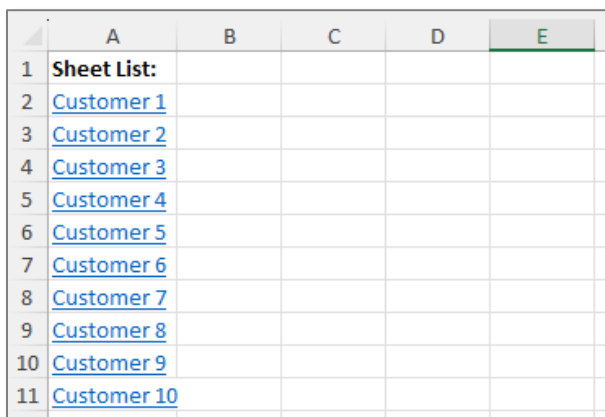 A B C D E
1 Sheet List:
2 Customer 1
3 Customer 2
4 Customer 3
5 Customer 4
6 Customer 5
7 Customer 6
8 Customer 7
9 Customer 8
10 Customer 9
11 Customer 10